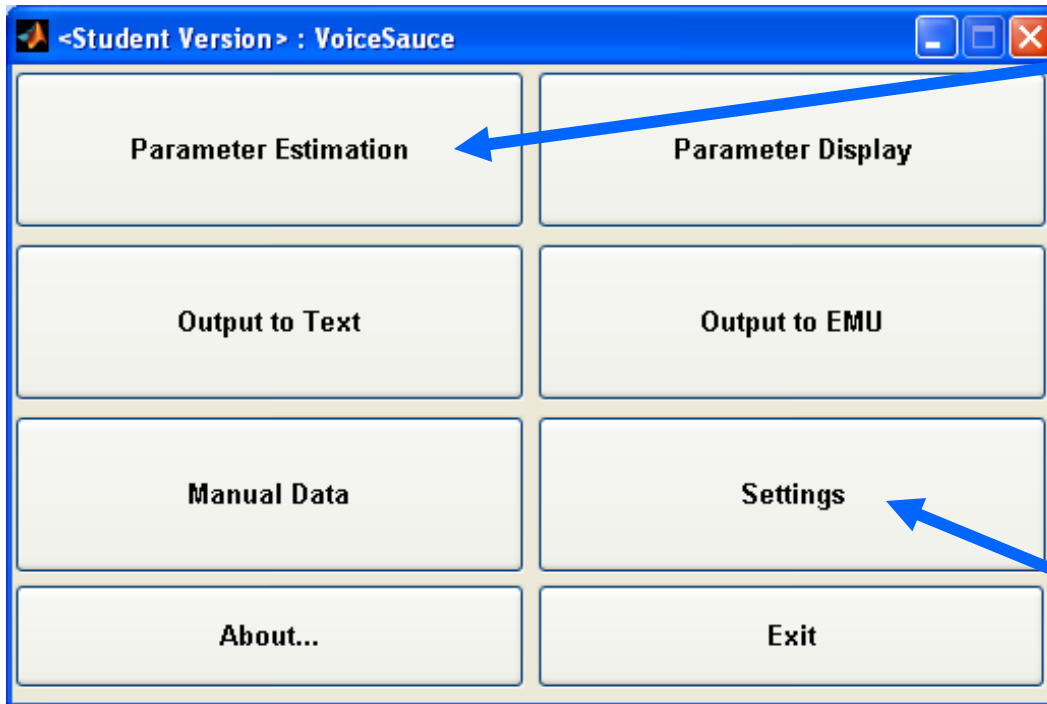 <Student Version> : VoiceSauce
Parameter Estimation
Parameter Display
Output to Text
Output to EMU
Manual Data
Settings
About...
Exit